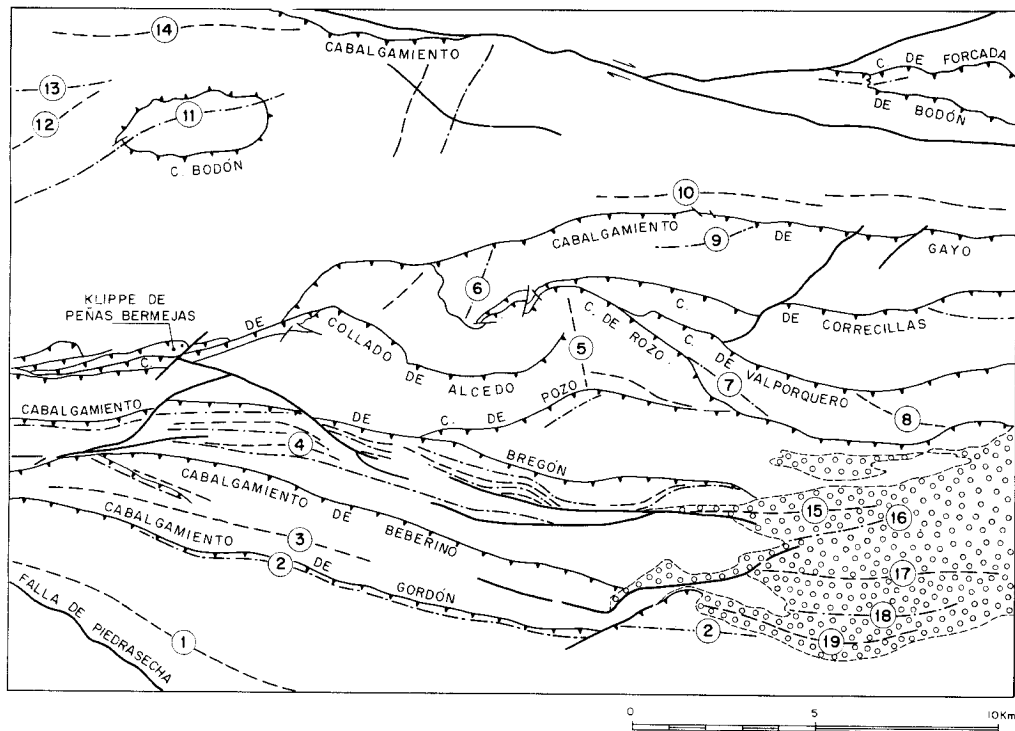 14
CABALGAMIENTO
C. DE FORCADA
DE BODÓN
13
12
11
C. BODÓN
10
CABALGAMIENTO DE GAYO
9
6
KLIPPE DE
PEÑAS BERMEJAS
C. DE COLLADO DE ALCEDO
C. DE CORRECILLAS
C. DE ROZO
5
C. DE VALPORQUERO
7
8
C. DE POZO
CABALGAMIENTO DE BREGÓN
4
CABALGAMIENTO DE BEBERINO
3
CABALGAMIENTO DE GORDÓN
2
15
16
17
18
19
2
1
FALLA DE PIEDRASECHA
0 5 10Km